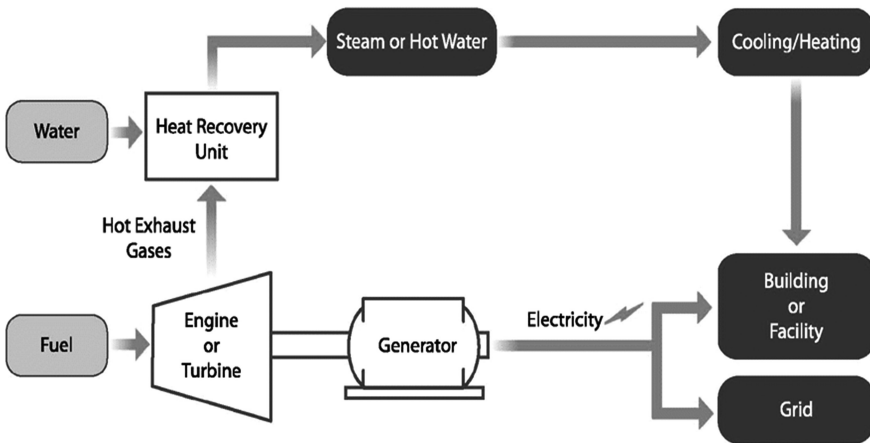 Steam or Hot Water
Cooling/Heating
Water
Heat Recovery
Unit
Hot Exhaust
Gases
Fuel
Engine
or
Turbine
Generator
Electricity
Building
or
Facility
Grid